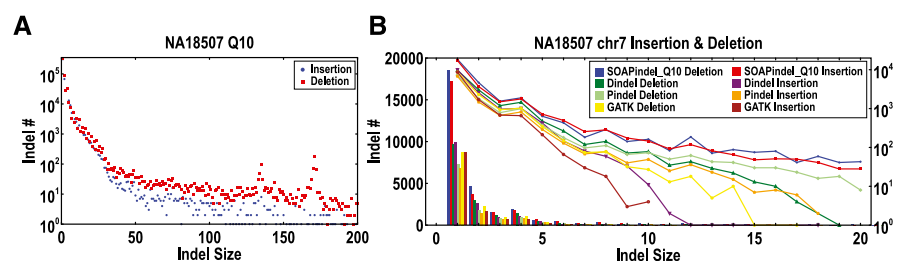 A
NA18507 Q10
Indel #
10^5
10^4
10^3
10^2
10^1
10^0
Insertion
Deletion
0
50
100
150
200
Indel Size
B
NA18507 chr7 Insertion & Deletion
Indel #
20000
15000
10000
5000
0
SOAPindel_Q10 Deletion
SOAPindel_Q10 Insertion
Dindel Deletion
Dindel Insertion
Pindel Deletion
Pindel Insertion
GATK Deletion
GATK Insertion
10^4
10^3
10^2
10^1
10^0
0
5
10
15
20
Indel Size